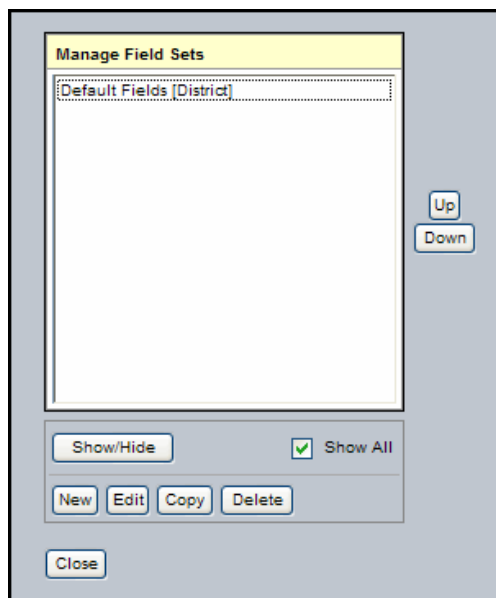 Manage Field Sets
Default Fields [District]
Up
Down
Show/Hide
Show All
New Edit Copy Delete
Close